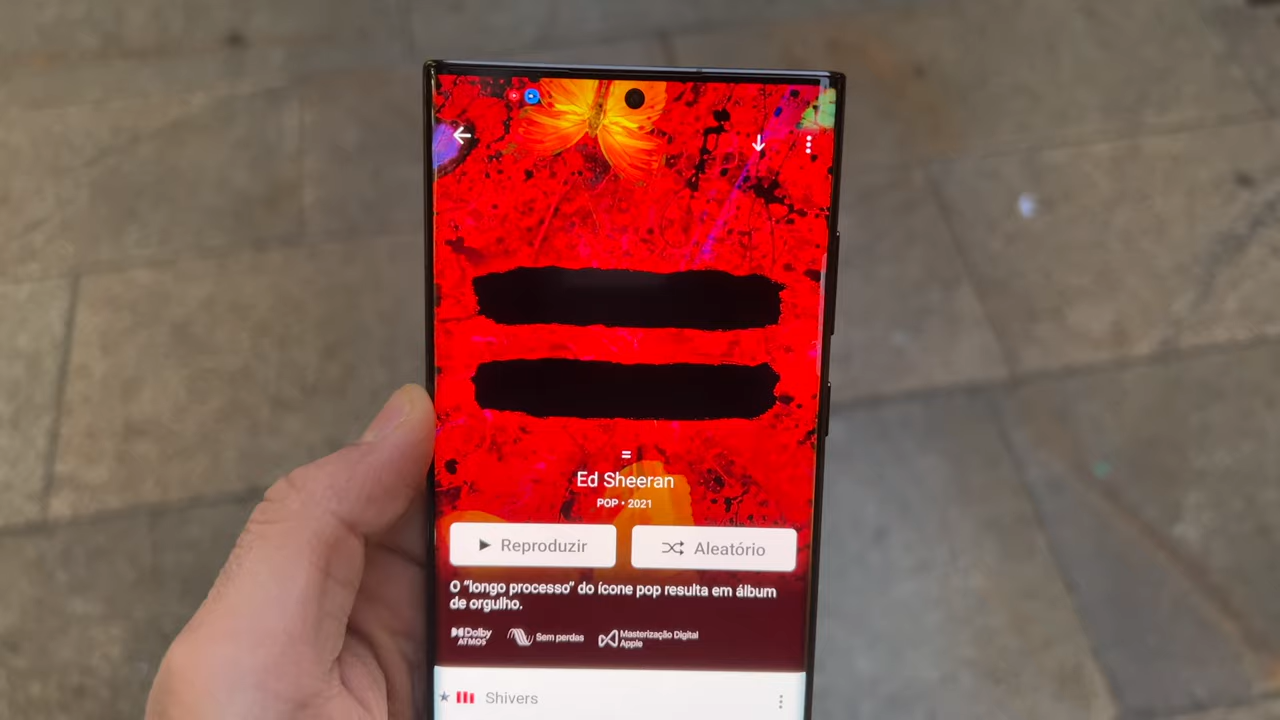 =
Ed Sheeran
POP • 2021
Reproduzir
Aleatório
O “longo processo” do ícone pop resulta em álbum
de orgulho.
Dolby
ATMOS
Sem perdas
Masterização Digital
Apple
Shivers